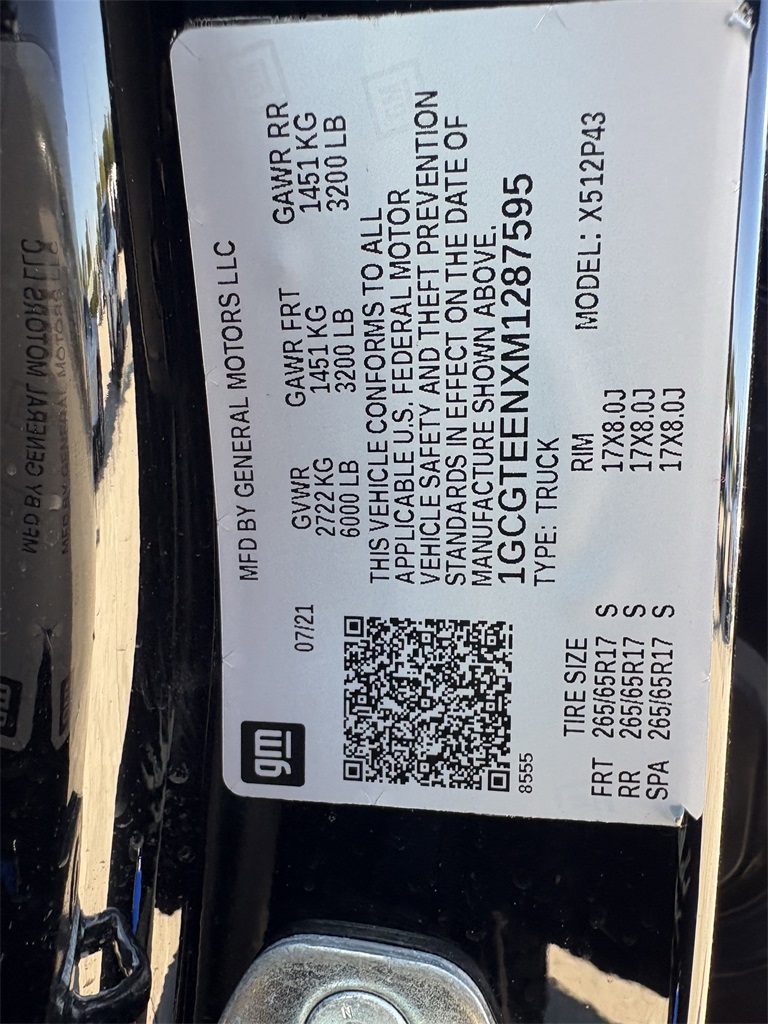 gm
07/21
MFD BY GENERAL MOTORS LLC
GVWR GAWR FRT GAWR RR
2722 KG 1451 KG 1451 KG
6000 LB 3200 LB 3200 LB
THIS VEHICLE CONFORMS TO ALL
APPLICABLE U.S. FEDERAL MOTOR
VEHICLE SAFETY AND THEFT PREVENTION
STANDARDS IN EFFECT ON THE DATE OF
MANUFACTURE SHOWN ABOVE.
1GCGTEENXM1287595
8555
TYPE: TRUCK
MODEL: X512P43
TIRE SIZE RIM
FRT 265/65R17 S 17X8.0J
RR 265/65R17 S 17X8.0J
SPA 265/65R17 S 17X8.0J
MFD BY GENERAL MOTORS LLC